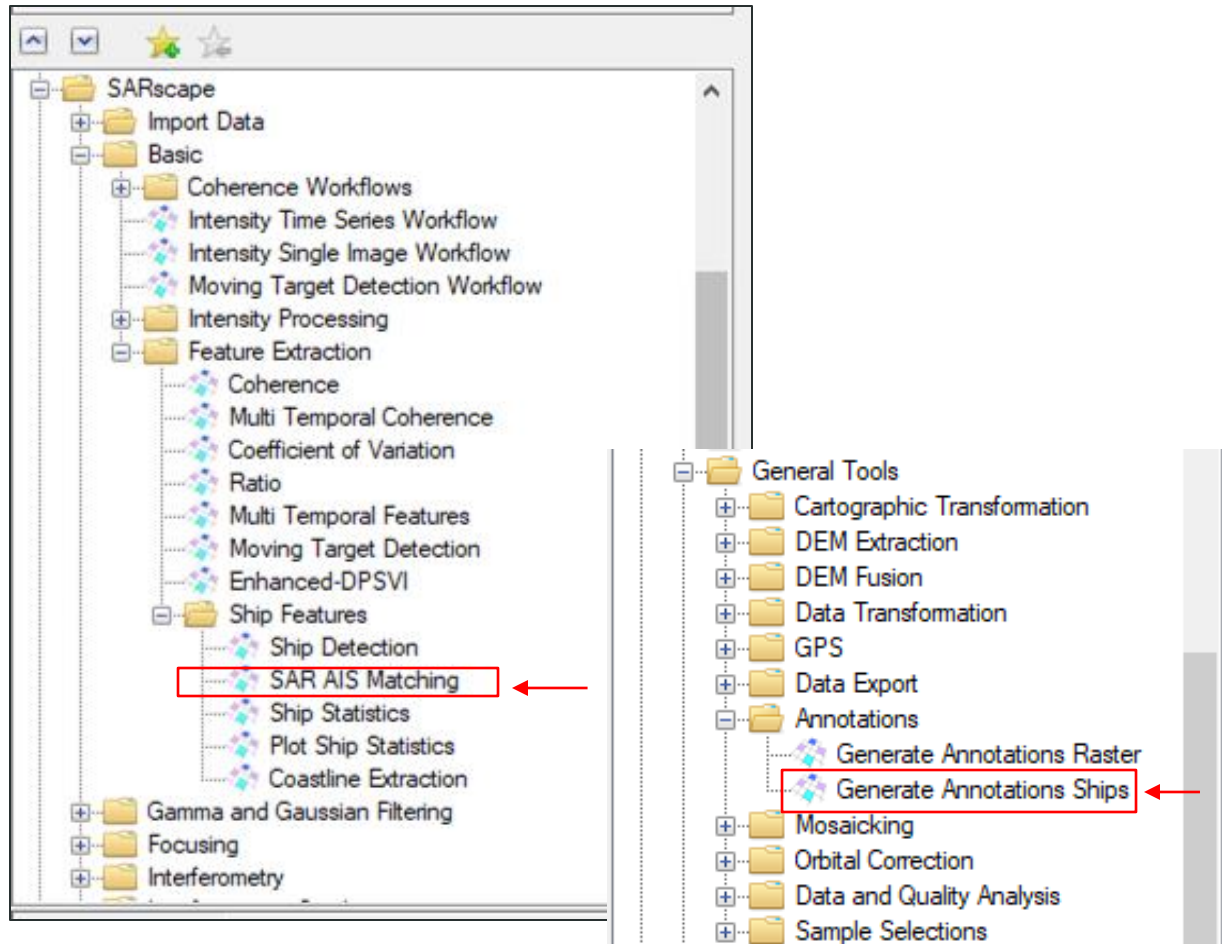 SARscape
Import Data
Basic
Coherence Workflows
Intensity Time Series Workflow
Intensity Single Image Workflow
Moving Target Detection Workflow
Intensity Processing
Feature Extraction
Coherence
Multi Temporal Coherence
Coefficient of Variation
Ratio
Multi Temporal Features
Moving Target Detection
Enhanced-DPSVI
Ship Features
Ship Detection
SAR AIS Matching
Ship Statistics
Plot Ship Statistics
Coastline Extraction
Gamma and Gaussian Filtering
Focusing
Interferometry
General Tools
Cartographic Transformation
DEM Extraction
DEM Fusion
Data Transformation
GPS
Data Export
Annotations
Generate Annotations Raster
Generate Annotations Ships
Mosaicking
Orbital Correction
Data and Quality Analysis
Sample Selections